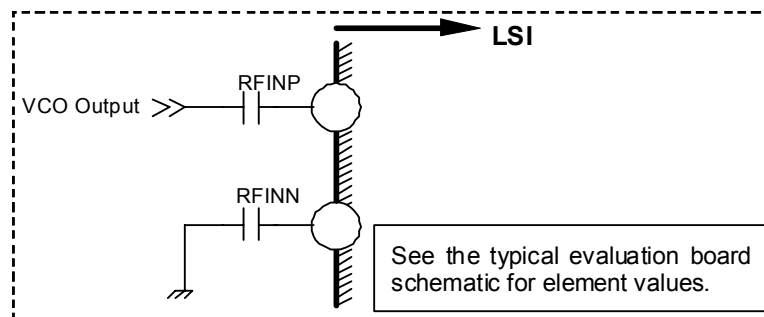 LSI
RFINP
VCO Output
RFINN
See the typical evaluation board
schematic for element values.